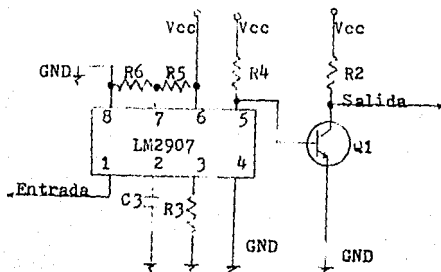 Vcc Vcc Vcc
GND R6 R5 R4 R2
Salida
8 7 6 5
LM2907 Q1
1 2 3 4
Entrada C3 R3
GND GND